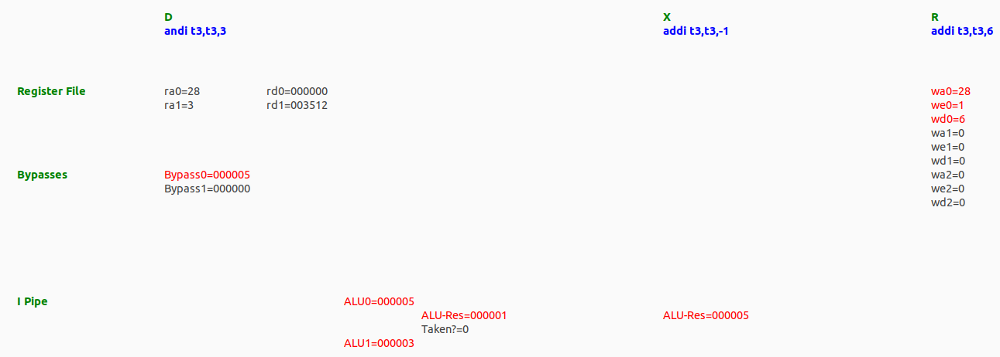 D X R
andi t3,t3,3 addi t3,t3,-1 addi t3,t3,6
Register File ra0=28 rd0=000000 wa0=28
ra1=3 rd1=003512 we0=1
wd0=6
wa1=0
we1=0
wd1=0
Bypasses Bypass0=000005 wa2=0
Bypass1=000000 we2=0
wd2=0
I Pipe ALU0=000005
ALU-Res=000001 ALU-Res=000005
Taken?=0
ALU1=000003